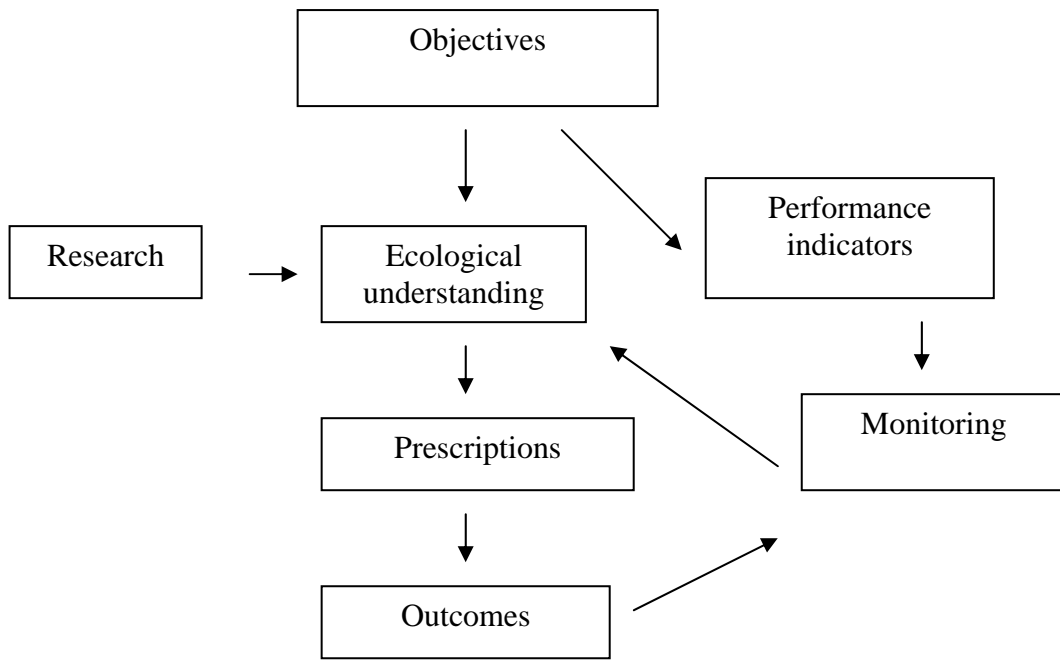 Objectives
Performance
indicators
Research
Ecological
understanding
Monitoring
Prescriptions
Outcomes